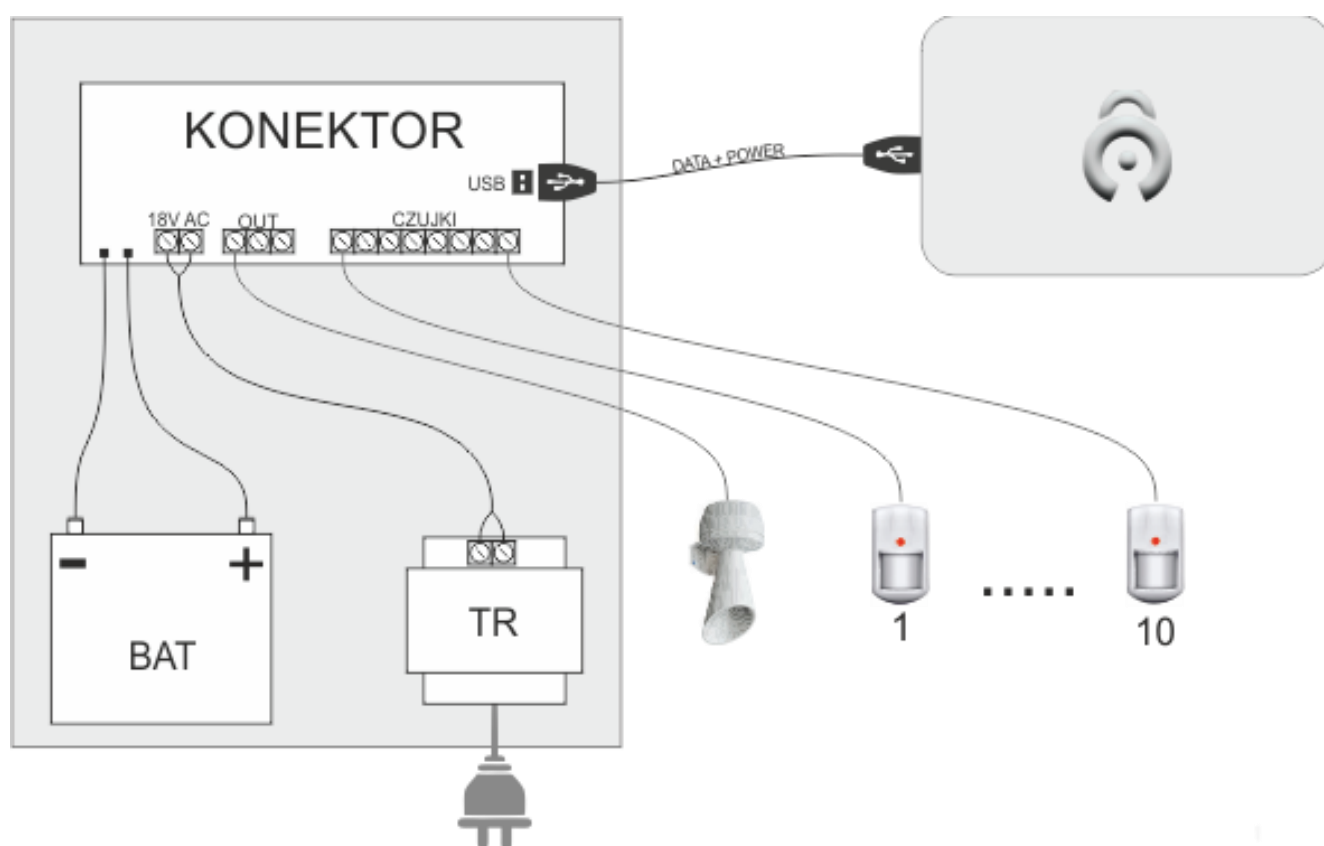 KONEKTOR
USB
DATA + POWER
18V AC
OUT
CZUJKI
- +
BAT
TR
1
.....
10